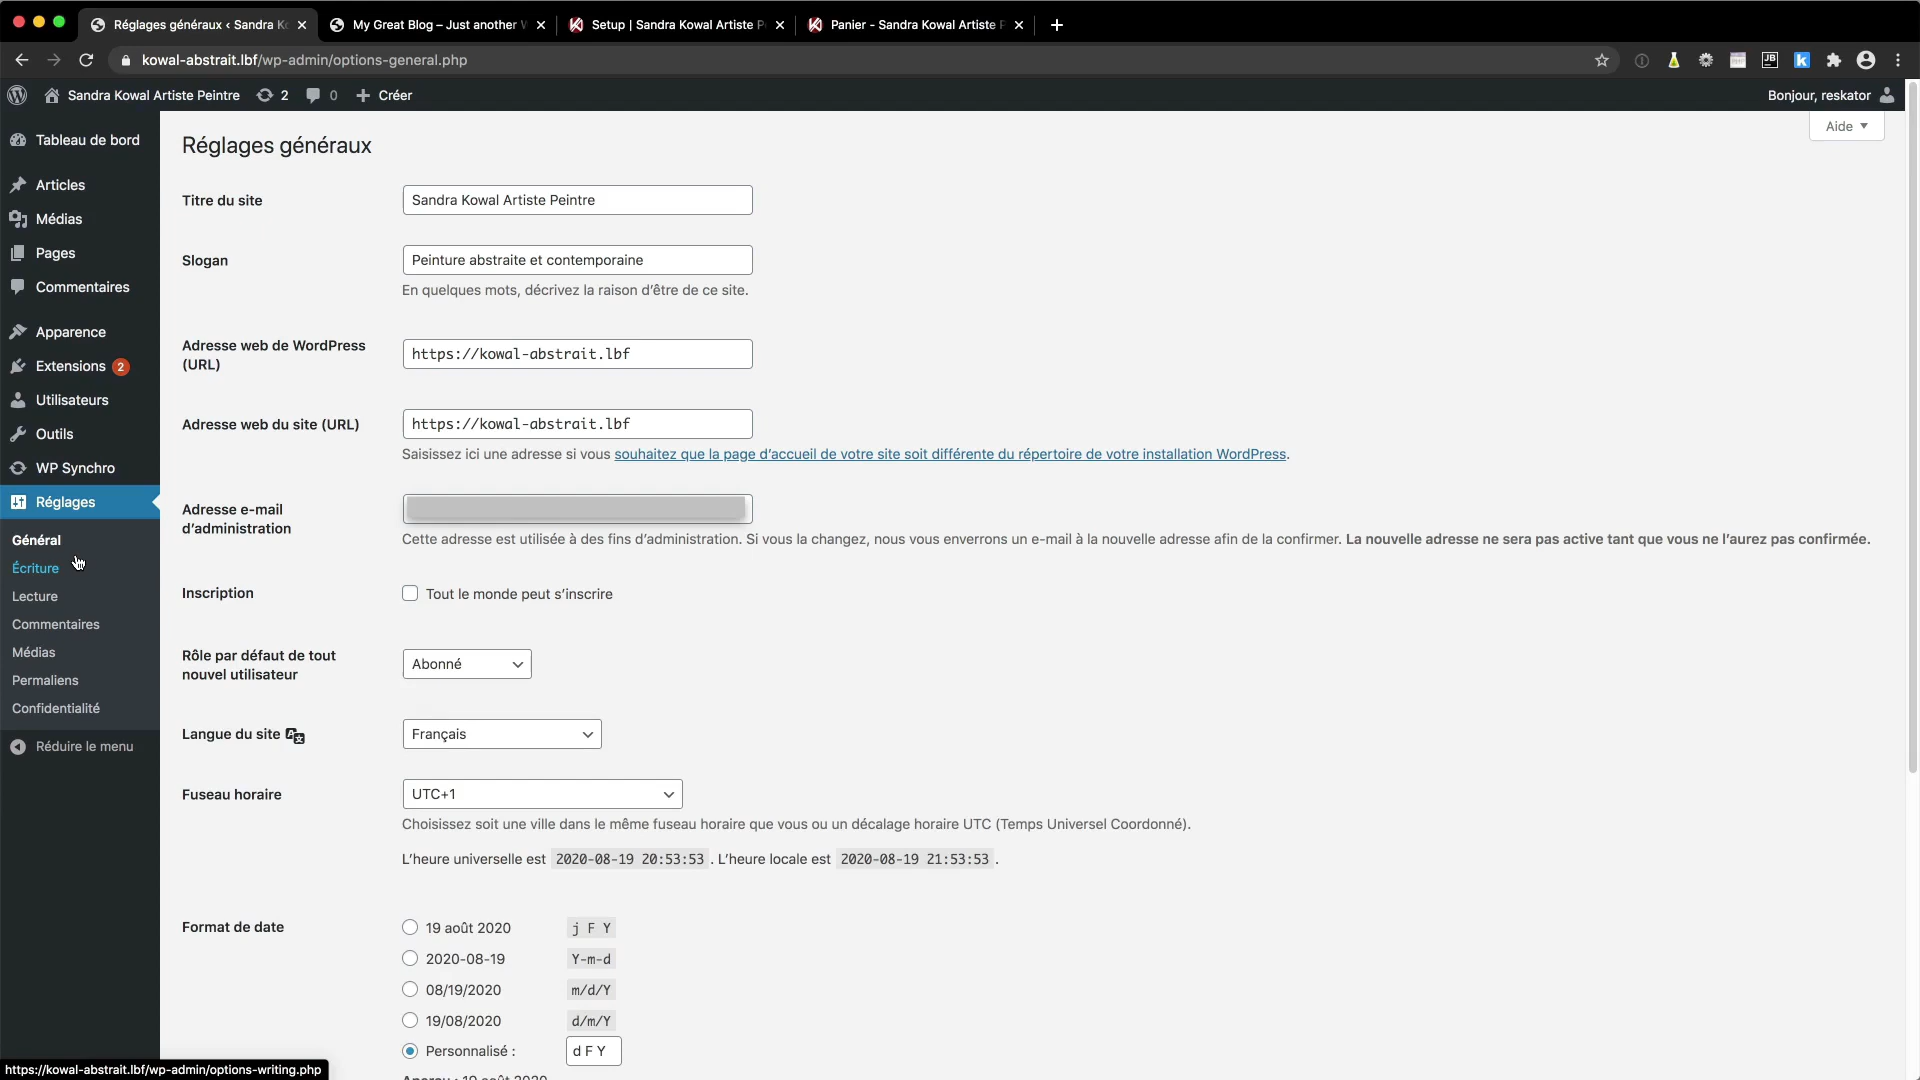 Réglages généraux ‹ Sandra K
My Great Blog – Just another
Setup | Sandra Kowal Artiste P
Panier - Sandra Kowal Artiste P
kowal-abstrait.lbf/wp-admin/options-general.php
Sandra Kowal Artiste Peintre
2
0
Créer
Bonjour, reskator
Aide
Tableau de bord
Articles
Médias
Pages
Commentaires
Apparence
Extensions 2
Utilisateurs
Outils
WP Synchro
Réglages
Général
Écriture
Lecture
Commentaires
Médias
Permaliens
Confidentialité
Réduire le menu
Réglages généraux
Titre du site
Sandra Kowal Artiste Peintre
Slogan
Peinture abstraite et contemporaine
En quelques mots, décrivez la raison d’être de ce site.
Adresse web de WordPress
(URL)
https://kowal-abstrait.lbf
Adresse web du site (URL)
https://kowal-abstrait.lbf
Saisissez ici une adresse si vous souhaitez que la page d’accueil de votre site soit différente du répertoire de votre installation WordPress.
Adresse e-mail
d’administration
Cette adresse est utilisée à des fins d’administration. Si vous la changez, nous vous enverrons un e-mail à la nouvelle adresse afin de la confirmer. La nouvelle adresse ne sera pas active tant que vous ne l’aurez pas confirmée.
Inscription
Tout le monde peut s’inscrire
Rôle par défaut de tout
nouvel utilisateur
Abonné
Langue du site
Français
Fuseau horaire
UTC+1
Choisissez soit une ville dans le même fuseau horaire que vous ou un décalage horaire UTC (Temps Universel Coordonné).
L’heure universelle est 2020-08-19 20:53:53 . L’heure locale est 2020-08-19 21:53:53 .
Format de date
19 août 2020 j F Y
2020-08-19 Y-m-d
08/19/2020 m/d/Y
19/08/2020 d/m/Y
Personnalisé : d F Y
Aperçu : 19 août 2020
https://kowal-abstrait.lbf/wp-admin/options-writing.php